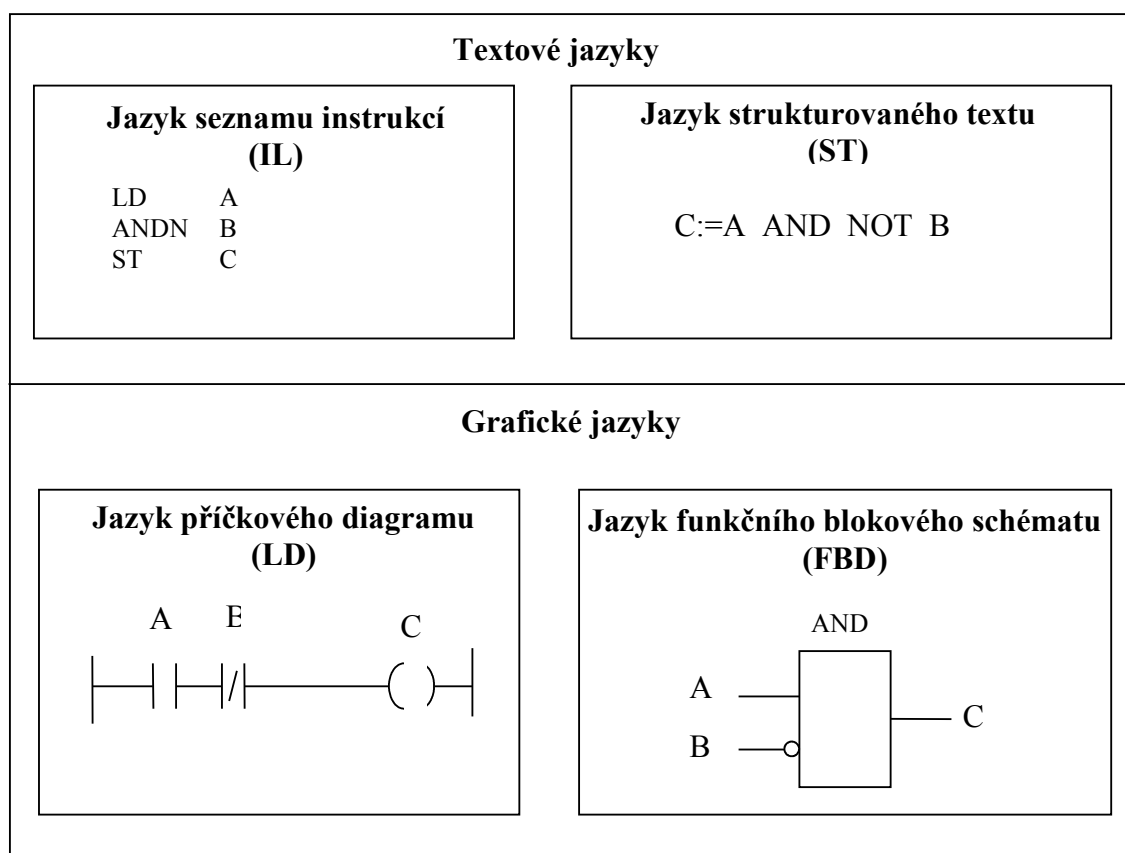 Textové jazyky
Jazyk seznamu instrukcí
(IL)
LD A
ANDN B
ST C
Jazyk strukturovaného textu
(ST)
C:=A AND NOT B
Grafické jazyky
Jazyk příčkového diagramu
(LD)
A B C
Jazyk funkčního blokového schématu
(FBD)
AND
A
C
B